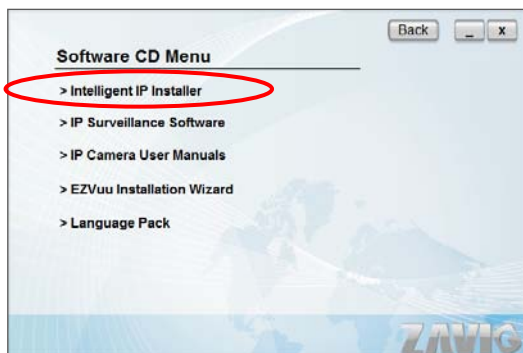 Back _ x
Software CD Menu
> Intelligent IP Installer
> IP Surveillance Software
> IP Camera User Manuals
> EZVuu Installation Wizard
> Language Pack
ZAVIO